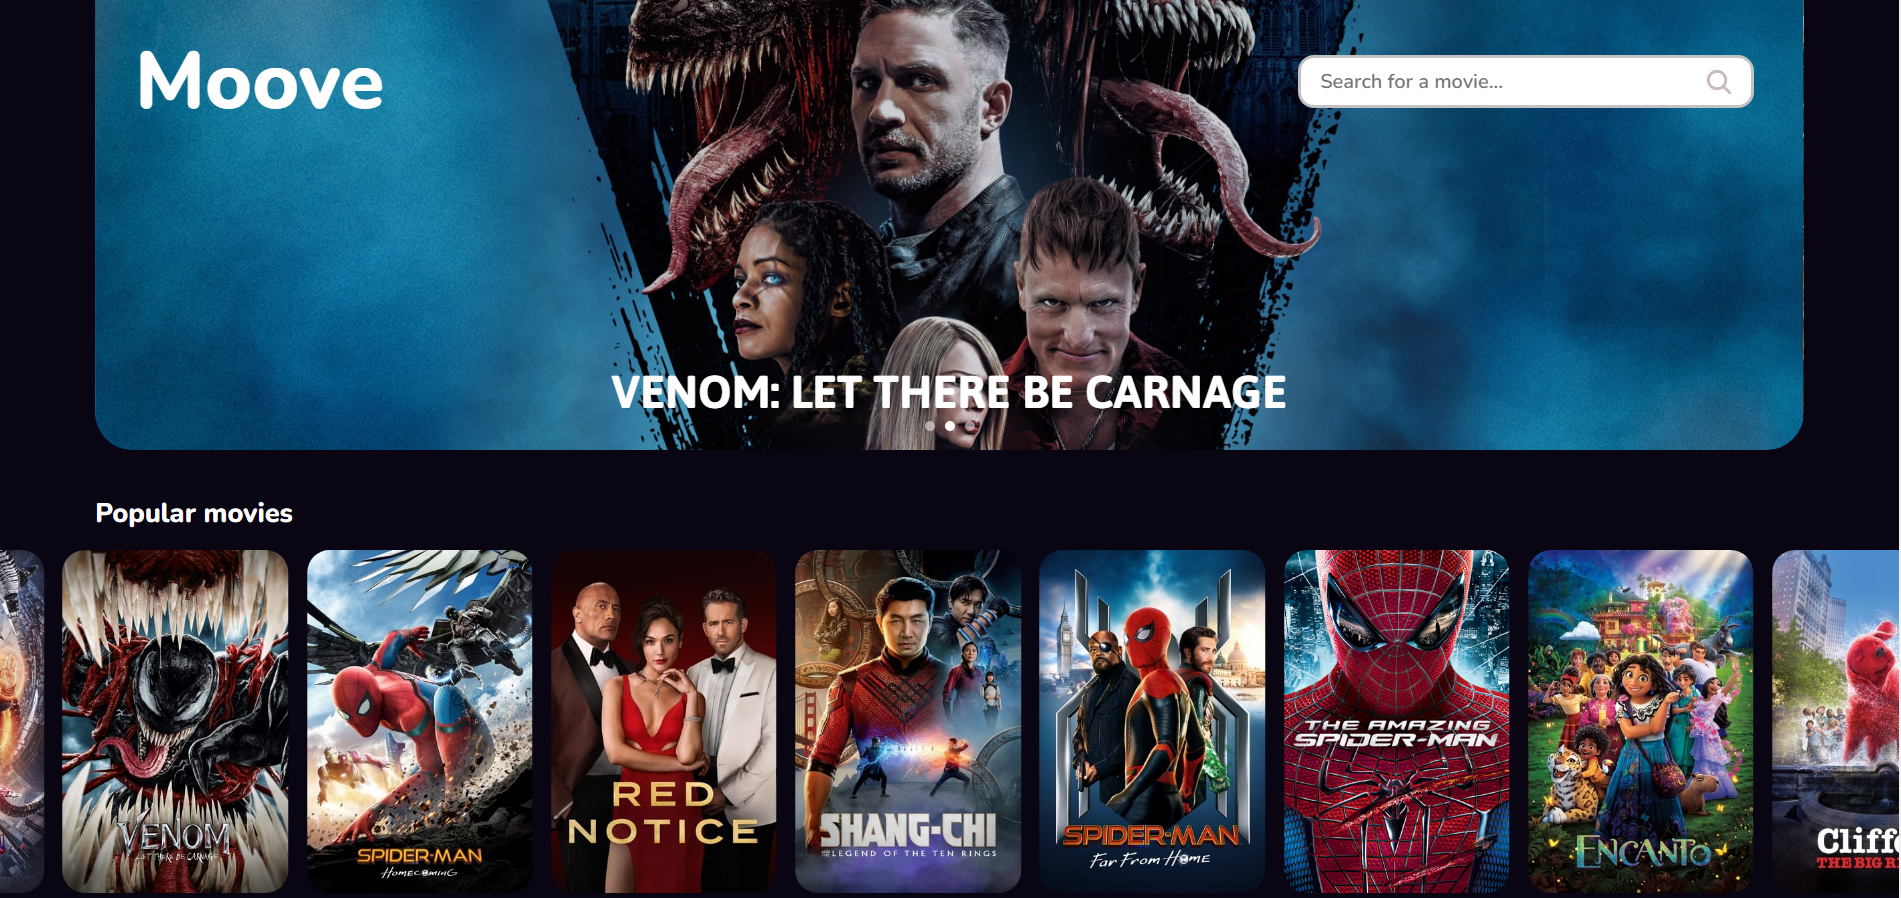 Moove
Search for a movie...
VENOM: LET THERE BE CARNAGE
Popular movies
VENOM
LET THERE BE CARNAGE
SPIDER-MAN
HOMECOMING
RED
NOTICE
SHANG-CHI
LEGEND OF THE TEN RINGS
SPIDER-MAN
Far From Home
THE AMAZING
SPIDER-MAN
ENCANTO
Cliff
THE BIG R